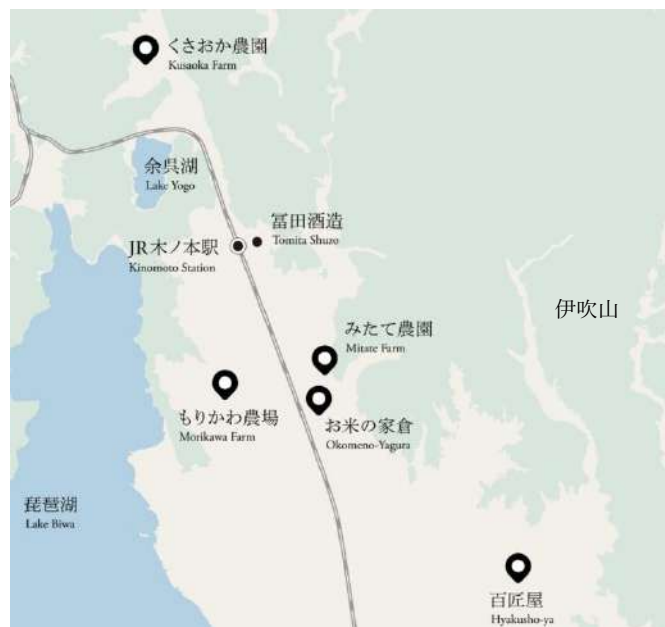 くさおか農園
Kusaoka Farm
余呉湖
Lake Yogo
冨田酒造
Tomita Shuzo
JR木ノ本駅
Kinomoto Station
伊吹山
みたて農園
Mitate Farm
もりかわ農場
Morikawa Farm
お米の家倉
Okomeno-Yagura
琵琶湖
Lake Biwa
百匠屋
Hyakusho-ya